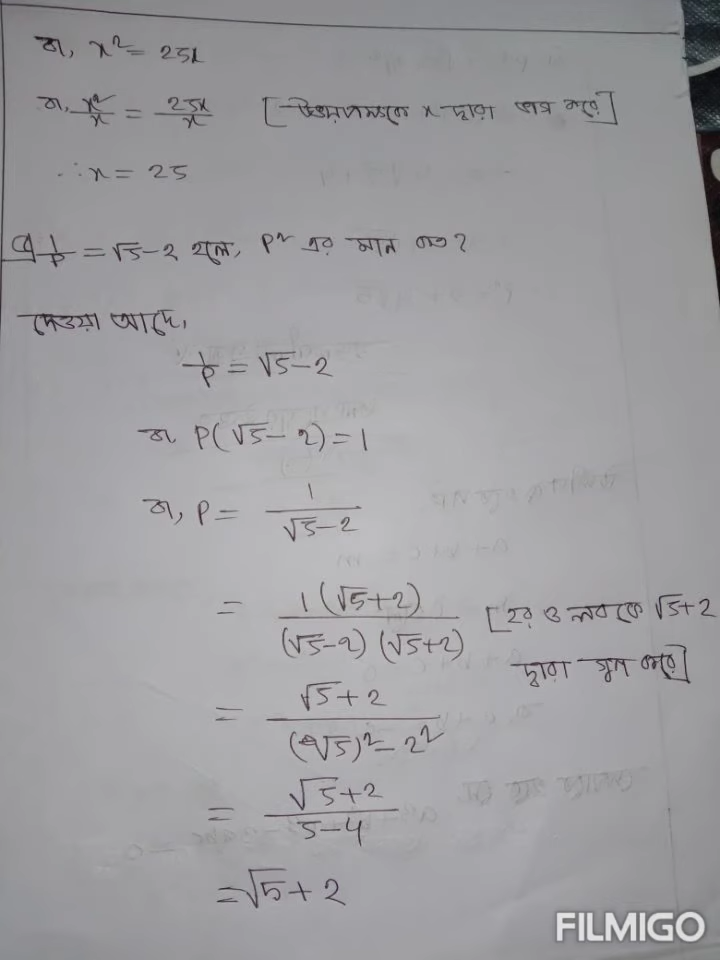 বা, x² = 25x
বা, x²/x = 25x/x [উভয়পক্ষকে x দ্বারা ভাগ করে]
∴ x = 25
1/P = √5-2 হলে, P² এর মান কত?
দেওয়া আছে,
1/P = √5-2
বা P(√5-2) = 1
বা, P = 1/(√5-2)
= 1(√5+2)/(√5-2)(√5+2) [হর ও লবকে √5+2
দ্বারা গুন করে]
= (√5+2)/((√5)²-2²)
= (√5+2)/(5-4)
= √5+2
FILMIGO